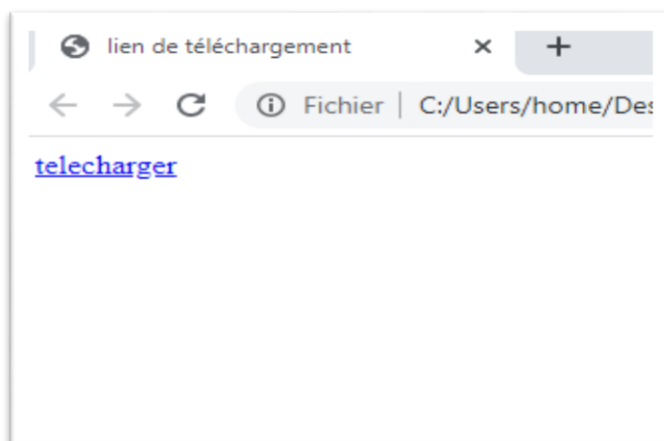 lien de téléchargement
Fichier | C:/Users/home/Des
telecharger